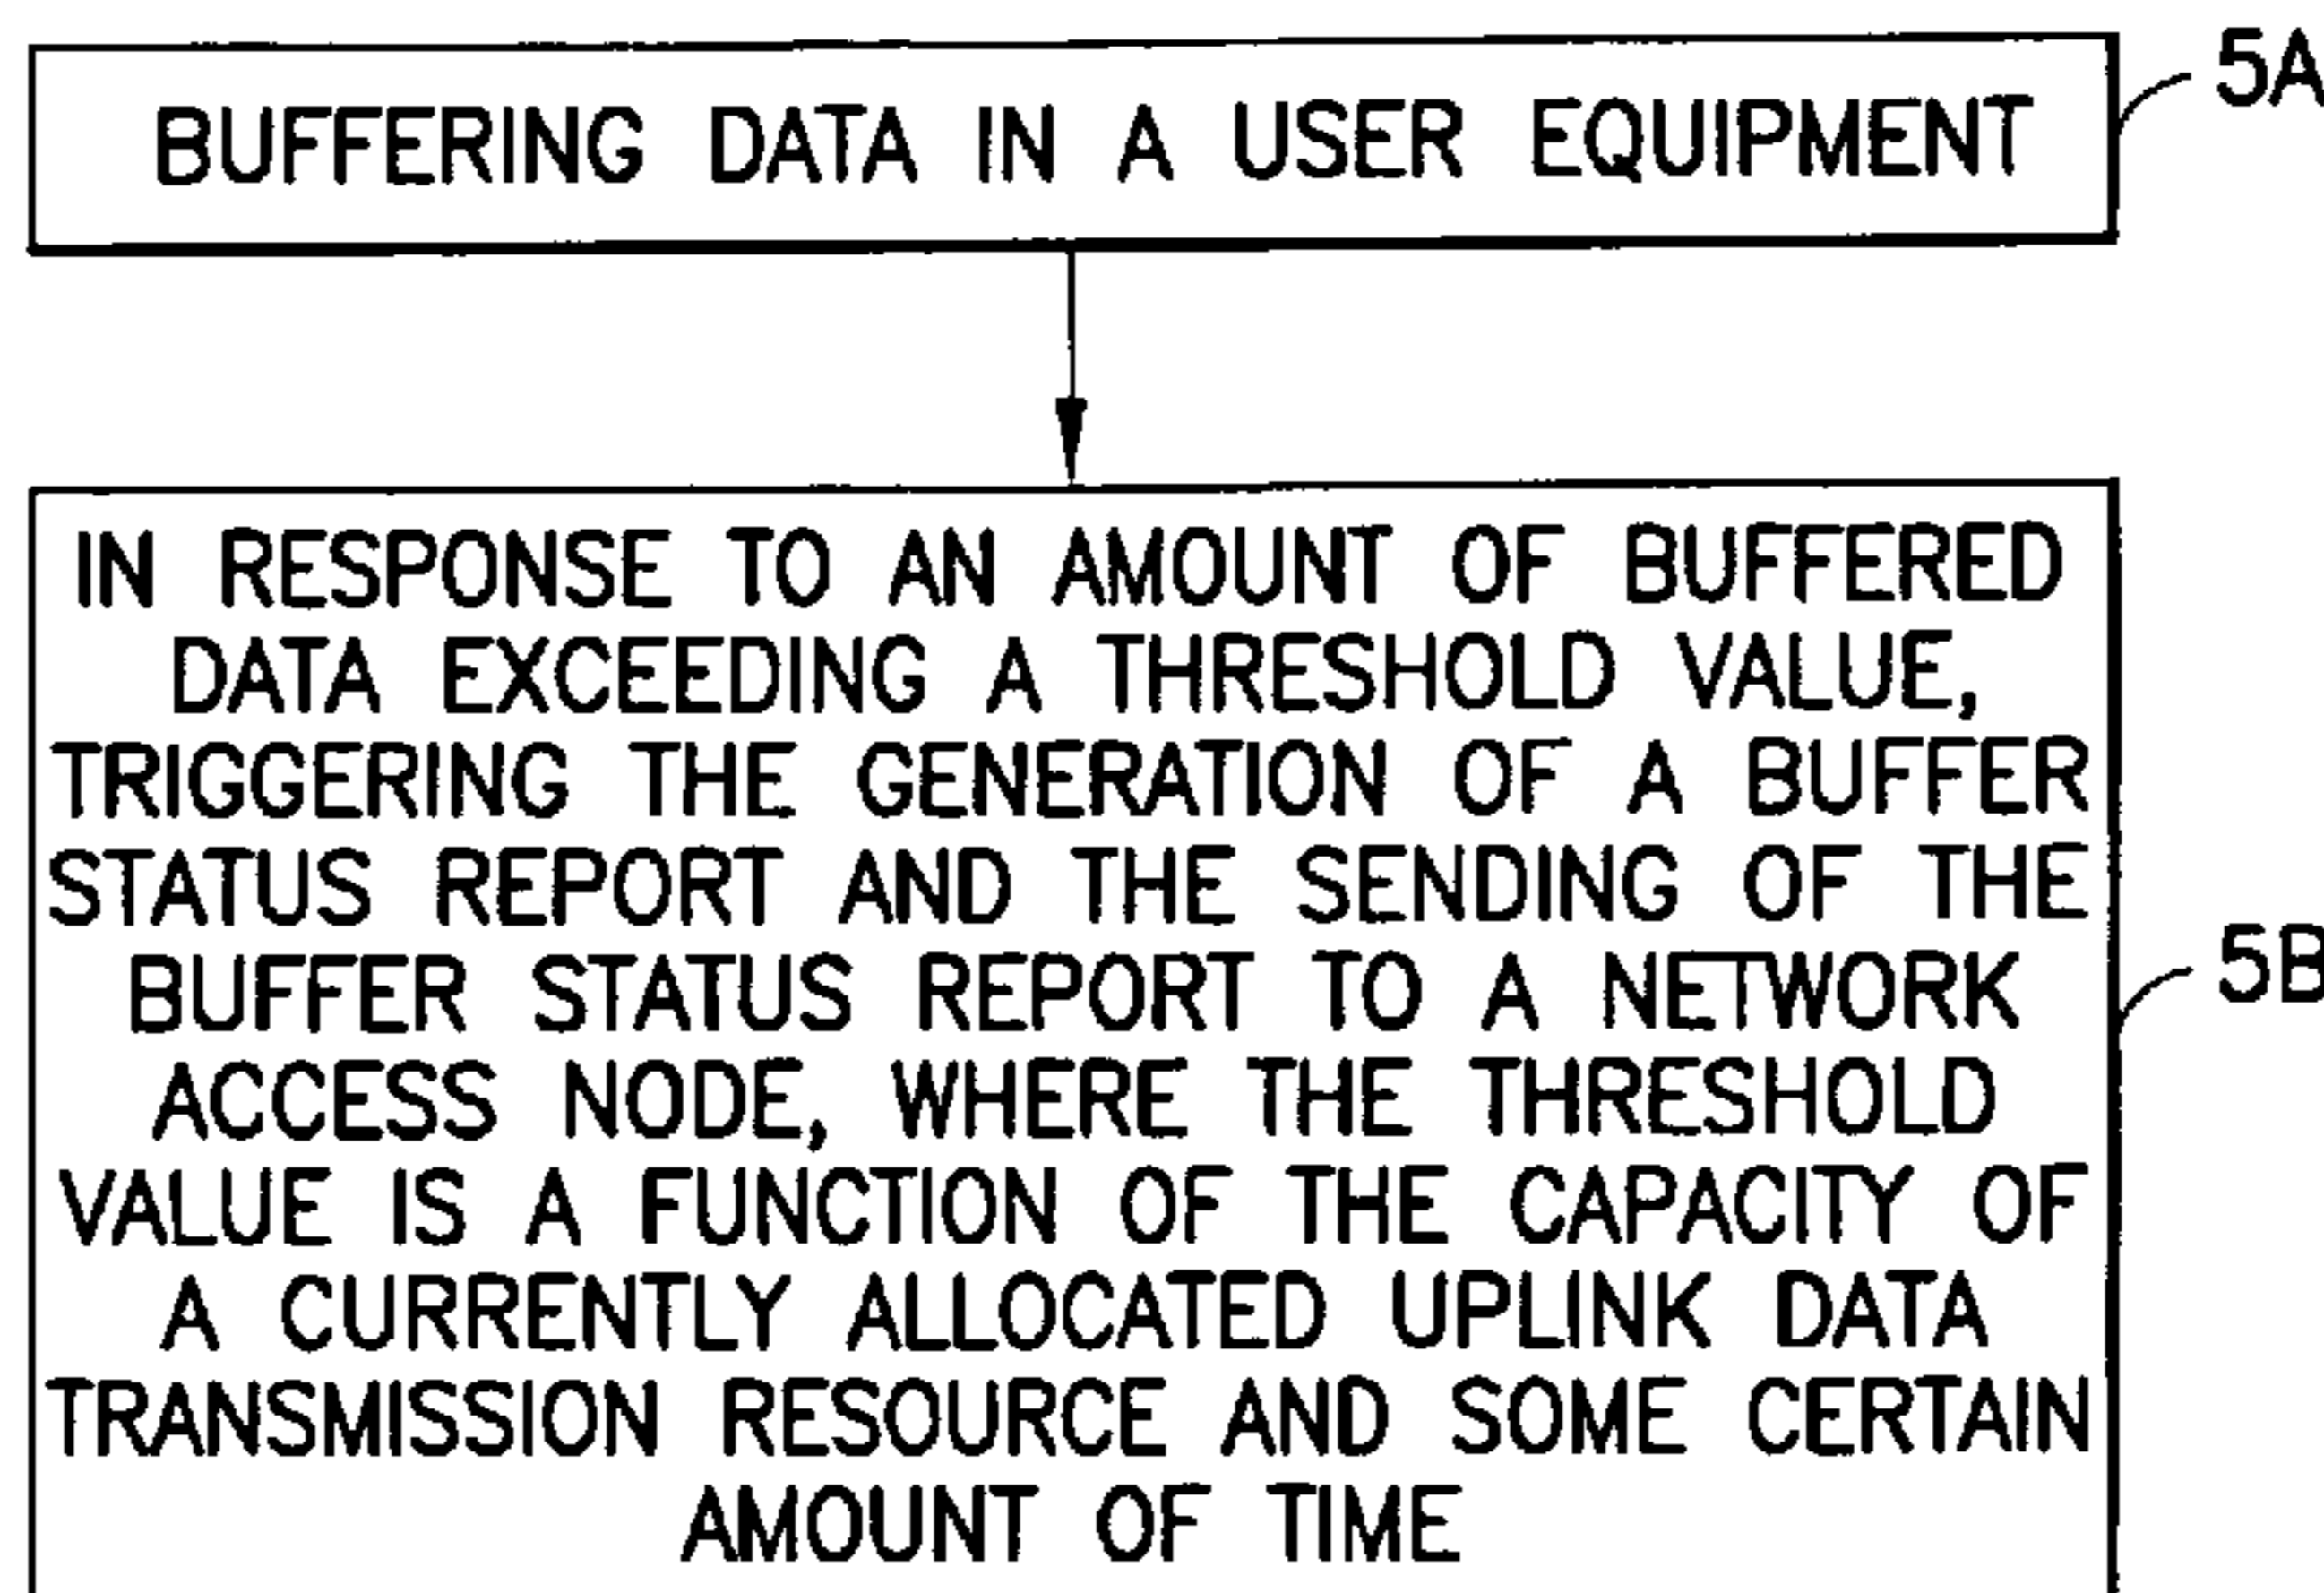 BUFFERING DATA IN A USER EQUIPMENT
5A
IN RESPONSE TO AN AMOUNT OF BUFFERED
DATA EXCEEDING A THRESHOLD VALUE,
TRIGGERING THE GENERATION OF A BUFFER
STATUS REPORT AND THE SENDING OF THE
BUFFER STATUS REPORT TO A NETWORK
ACCESS NODE, WHERE THE THRESHOLD
VALUE IS A FUNCTION OF THE CAPACITY OF
A CURRENTLY ALLOCATED UPLINK DATA
TRANSMISSION RESOURCE AND SOME CERTAIN
AMOUNT OF TIME
5B